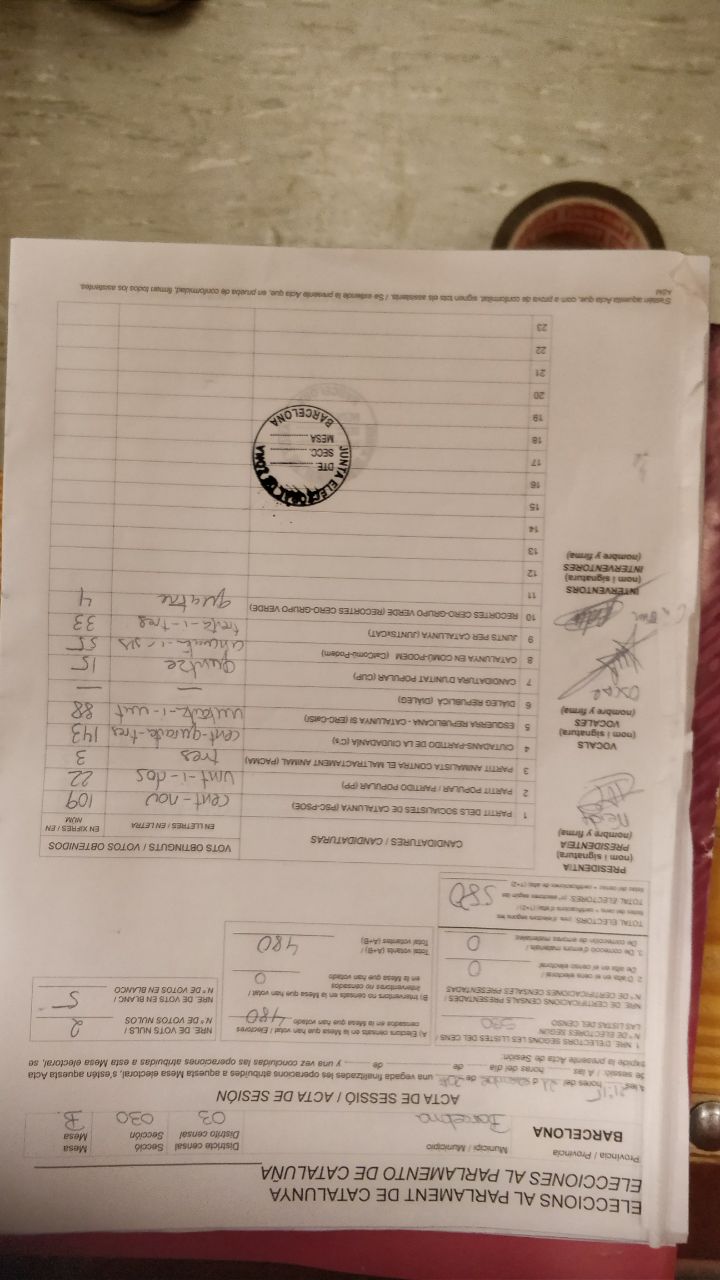 ELECCIONS AL PARLAMENT DE CATALUNYA
ELECCIONES AL PARLAMENTO DE CATALUÑA
Província / Provincia
BARCELONA
Municipi / Municipio
Barcelona
Districte censal
Distrito censal
03
Secció
Sección
030
Mesa
Mesa
B
ACTA DE SESSIÓ / ACTA DE SESIÓN
A les 21:15 hores del 21 d desembre de una vegada finalitzades les operacions atribuïdes a aquesta Mesa electoral, s'estén aquesta Acta
de sessió. / A las horas del día de de , y una vez concluidas las operaciones atribuidas a esta Mesa electoral, se
expide la presente Acta de Sesión:
1 NRE. D'ELECTORS SEGONS LES LLISTES DEL CENS /
N.º DE ELECTORES SEGÚN
LAS LISTAS DEL CENSO 580
NRE. DE CERTIFICACIONS CENSALS PRESENTADES /
N.º DE CERTIFICACIONES CENSALES PRESENTADAS
2. D'alta en el cens electoral /
De alta en el censo electoral 0
3. De correcció d'errors materials /
De corrección de errores materiales 0
TOTAL ELECTORS (nre. d'electors segons les
llistes del cens + certificacions d'alta) (1+2) /
TOTAL ELECTORES (nº electores según las
listas del censo + certificaciones de alta) (1+2) 580
A) Electors censats en la Mesa que han votat / Electores
censados en la Mesa que han votado 480
B) Interventors no censats en la Mesa que han votat /
Interventores no censados
en la Mesa que han votado 0
Total votants (A+B) /
Total votantes (A+B) 480
NRE. DE VOTS NULS /
N.º DE VOTOS NULOS 2
NRE. DE VOTS EN BLANC /
N.º DE VOTOS EN BLANCO 5
PRESIDENTIA
(nom i signatura)
PRESIDENCIA
(nombre y firma)
VOCALS
(nom i signatura)
VOCALES
(nombre y firma)
OSCAR
INTERVENTORS
(nom i signatura)
INTERVENTORES
(nombre y firma)
CANDIDATURES / CANDIDATURAS
VOTS OBTINGUTS / VOTOS OBTENIDOS
EN LLETRES / EN LETRA
EN XIFRES / EN NÚM
1 PARTIT DELS SOCIALISTES DE CATALUNYA (PSC-PSOE) cent-nou 109
2 PARTIT POPULAR / PARTIDO POPULAR (PP) vint-i-dos 22
3 PARTIT ANIMALISTA CONTRA EL MALTRACTAMENT ANIMAL (PACMA) tres 3
4 CIUTADANS-PARTIDO DE LA CIUDADANÍA (C's) cent-quaranta-tres 143
5 ESQUERRA REPUBLICANA - CATALUNYA SÍ (ERC-CatSí) vuitanta-i-vuit 88
6 DIÀLEG REPUBLICÀ (DIÀLEG) — —
7 CANDIDATURA D'UNITAT POPULAR (CUP) quinze 15
8 CATALUNYA EN COMÚ-PODEM (CatComú-Podem) 55
9 JUNTS PER CATALUNYA (JUNTSxCAT) trenta-i-tres 33
10 RECORTES CERO-GRUPO VERDE (RECORTES CERO-GRUPO VERDE) quatre 4
11
12
13
14
15
16
17
18
19
20
21
22
23
JUNTA ELECTORAL ZONA
DTE
SECC.
MESA
BARCELONA
S'estén aquesta Acta que, com a prova de conformitat, signen tots els assistents. / Se extiende la presente Acta que, en prueba de conformidad, firman todos los asistentes.